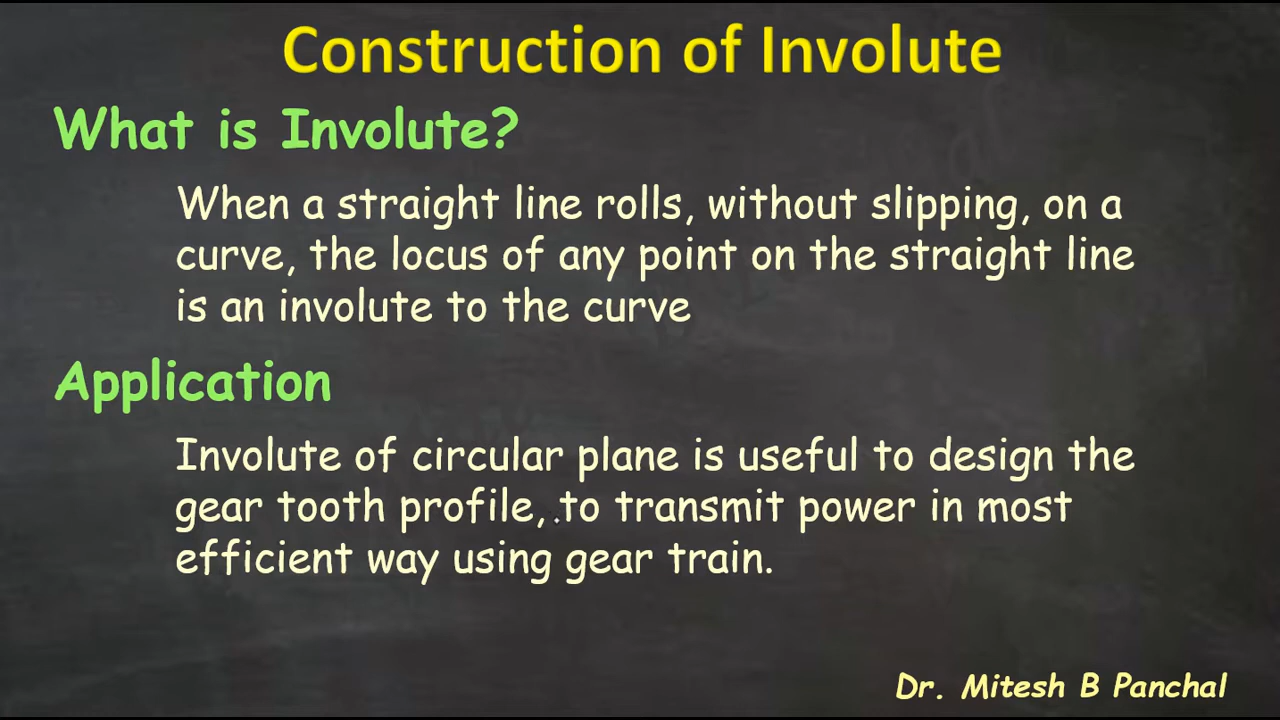 Construction of Involute
What is Involute?
When a straight line rolls, without slipping, on a
curve, the locus of any point on the straight line
is an involute to the curve
Application
Involute of circular plane is useful to design the
gear tooth profile, to transmit power in most
efficient way using gear train.
Dr. Mitesh B Panchal